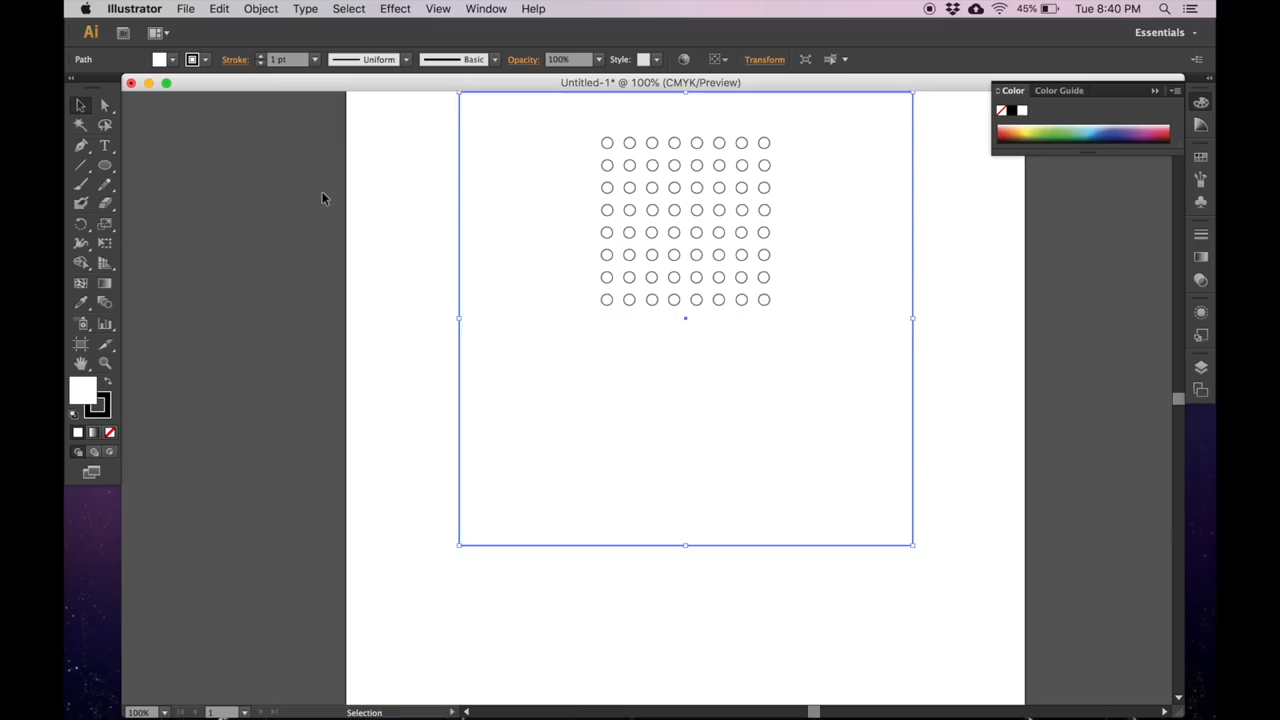 Illustrator File Edit Object Type Select Effect View Window Help 45% Tue 8:40 PM
Ai Essentials
Path Stroke: 1 pt Uniform Basic Opacity: 100% Style: Transform
Untitled-1* @ 100% (CMYK/Preview)
Color Color Guide
T
100% 1 Selection